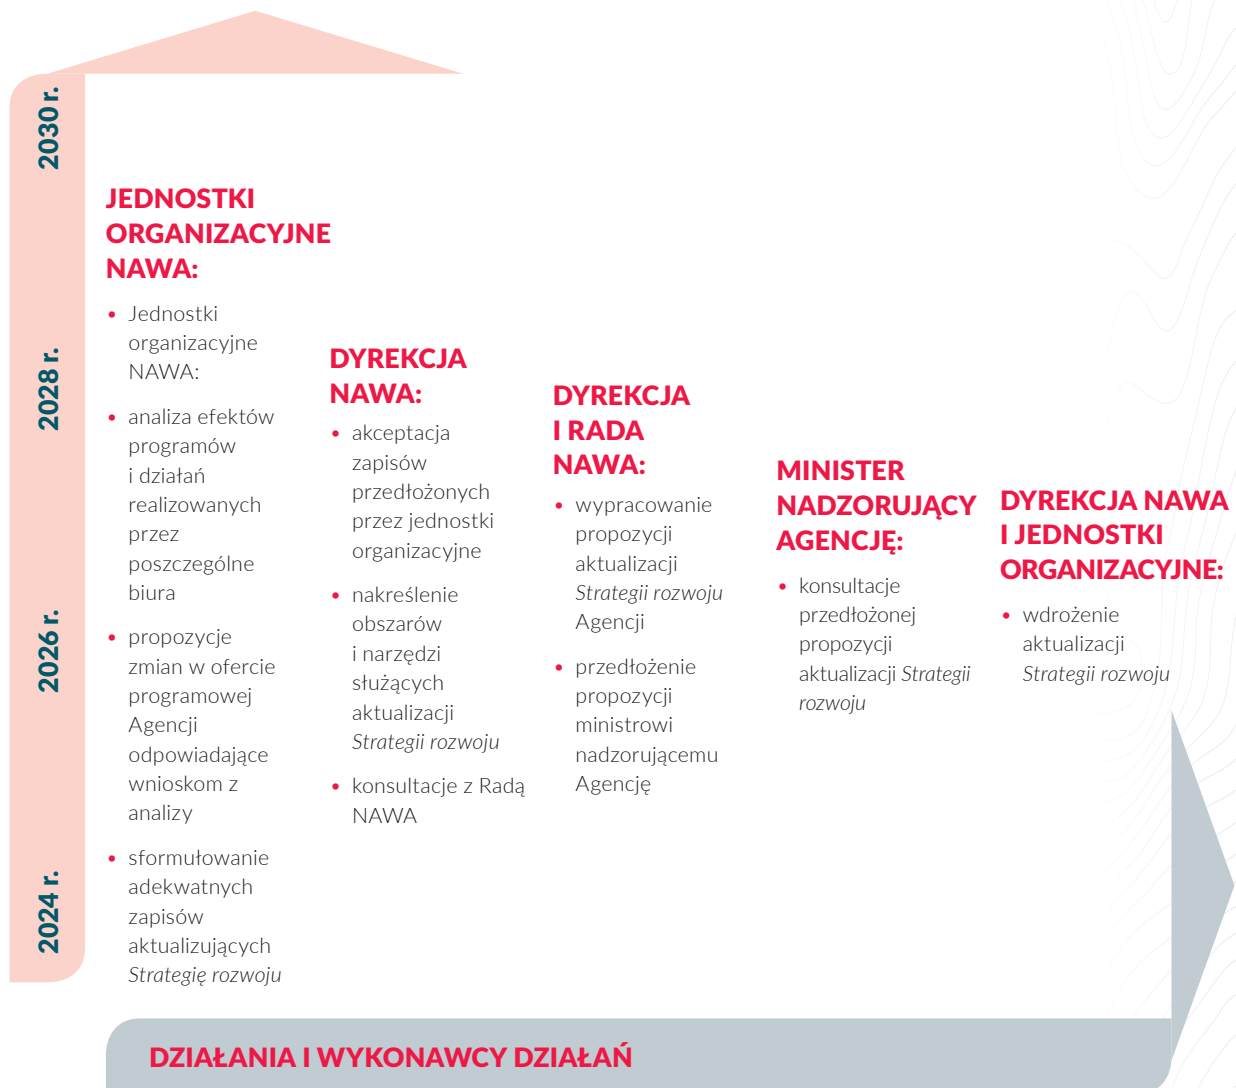 2030 r.
2028 r.
2026 r.
2024 r.
JEDNOSTKI
ORGANIZACYJNE
NAWA:
• Jednostki
organizacyjne
NAWA:
• analiza efektów
programów
i działań
realizowanych
przez
poszczególne
biura
• propozycje
zmian w ofercie
programowej
Agencji
odpowiadające
wnioskom z
analizy
• sformułowanie
adekwatnych
zapisów
aktualizujących
Strategię rozwoju
DYREKCJA
NAWA:
• akceptacja
zapisów
przedłożonych
przez jednostki
organizacyjne
• nakreślenie
obszarów
i narzędzi
służących
aktualizacji
Strategii rozwoju
• konsultacje z Radą
NAWA
DYREKCJA
I RADA
NAWA:
• wypracowanie
propozycji
aktualizacji
Strategii rozwoju
Agencji
• przedłożenie
propozycji
ministrowi
nadzorującemu
Agencję
MINISTER
NADZORUJĄCY
AGENCJĘ:
• konsultacje
przedłożonej
propozycji
aktualizacji Strategii
rozwoju
DYREKCJA NAWA
I JEDNOSTKI
ORGANIZACYJNE:
• wdrożenie
aktualizacji
Strategii rozwoju
DZIAŁANIA I WYKONAWCY DZIAŁAŃ